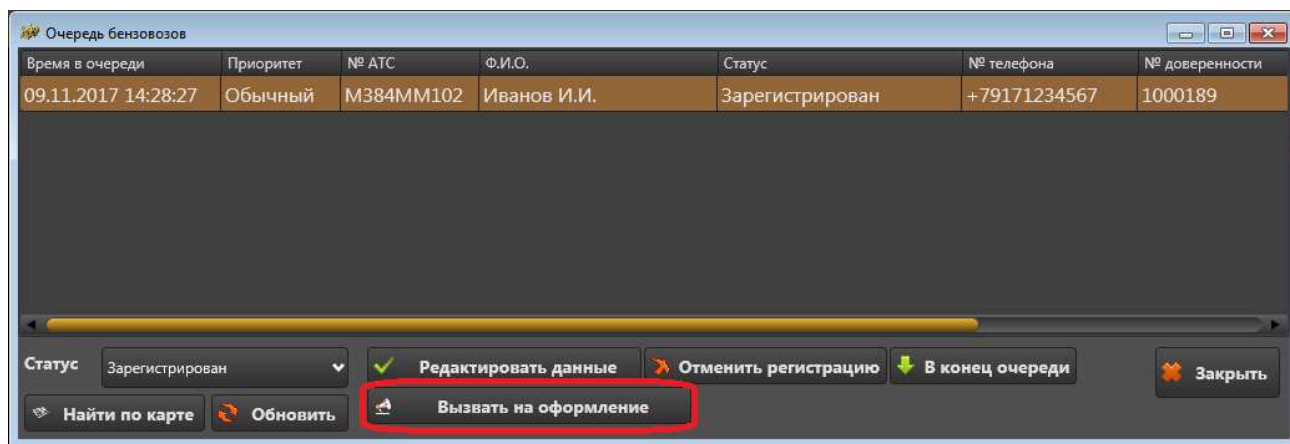 Очередь бензовозов
Время в очереди Приоритет № АТС Ф.И.О. Статус № телефона № доверенности
09.11.2017 14:28:27 Обычный М384ММ102 Иванов И.И. Зарегистрирован +79171234567 1000189
Статус Зарегистрирован Редактировать данные Отменить регистрацию В конец очереди Закрыть
Найти по карте Обновить Вызвать на оформление